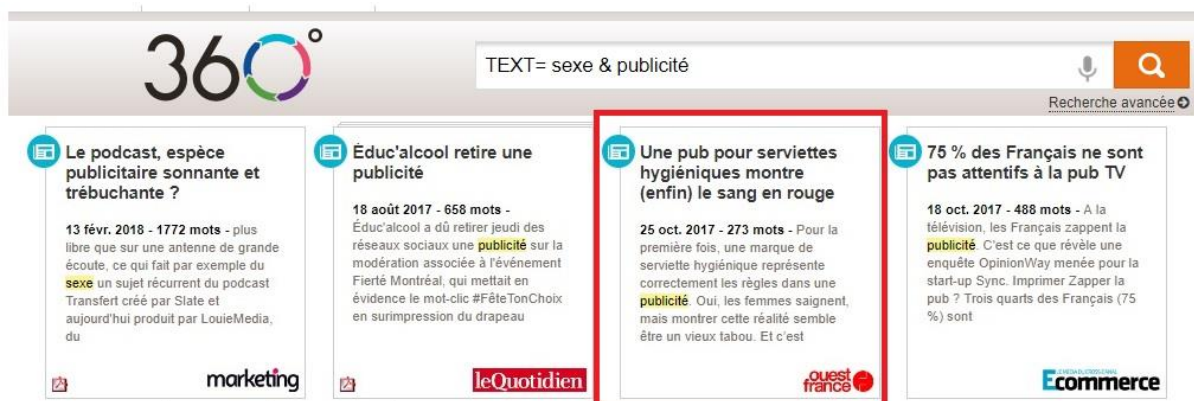 360°
TEXT= sexe & publicité
Recherche avancée
Le podcast, espèce
publicitaire sonnante et
trébuchante ?
13 févr. 2018 - 1772 mots - plus
libre que sur une antenne de grande
écoute, ce qui fait par exemple du
sexe un sujet récurrent du podcast
Transfert créé par Slate et
aujourd'hui produit par LouieMedia,
du
marketing
Éduc'alcool retire une
publicité
18 août 2017 - 658 mots -
Éduc'alcool a dû retirer jeudi des
réseaux sociaux une publicité sur la
modération associée à l'événement
Fierté Montréal, qui mettait en
évidence le mot-clic #FêteTonChoix
en surimpression du drapeau
leQuotidien
Une pub pour serviettes
hygiéniques montre
(enfin) le sang en rouge
25 oct. 2017 - 273 mots - Pour la
première fois, une marque de
serviette hygiénique représente
correctement les règles dans une
publicité. Oui, les femmes saignent,
mais montrer cette réalité semble
être un vieux tabou. Et c'est
ouest
france
75 % des Français ne sont
pas attentifs à la pub TV
18 oct. 2017 - 488 mots - A la
télévision, les Français zappent la
publicité. C'est ce que révèle une
enquête OpinionWay menée pour la
start-up Sync. Imprimer Zapper la
pub ? Trois quarts des Français (75
%) sont
Ecommerce